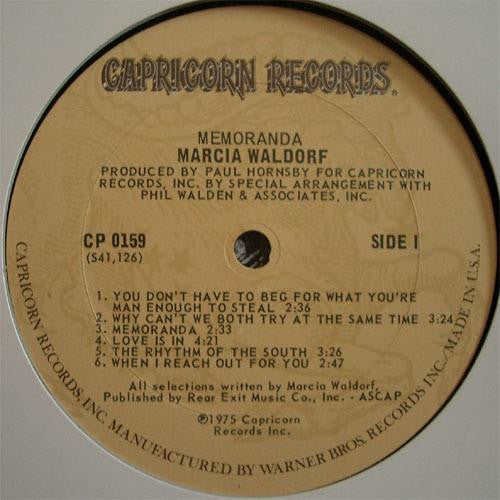 CAPRICORN RECORDS®
MEMORANDA
MARCIA WALDORF
PRODUCED BY PAUL HORNSBY FOR CAPRICORN
RECORDS, INC. BY SPECIAL ARRANGEMENT WITH
PHIL WALDEN & ASSOCIATES, INC.
CP 0159
(S41,126)
SIDE I
1. YOU DON'T HAVE TO BEG FOR WHAT YOU'RE
MAN ENOUGH TO STEAL 2:36
2. WHY CAN'T WE BOTH TRY AT THE SAME TIME 3:24
3. MEMORANDA 2:33
4. LOVE IS IN 4:21
5. THE RHYTHM OF THE SOUTH 3:26
6. WHEN I REACH OUT FOR YOU 2:47
All selections written by Marcia Waldorf,
Published by Rear Exit Music Co., Inc. - ASCAP
℗1975 Capricorn
Records Inc.
CAPRICORN RECORDS, INC. MANUFACTURED BY WARNER BROS. RECORDS INC./MADE IN U.S.A.